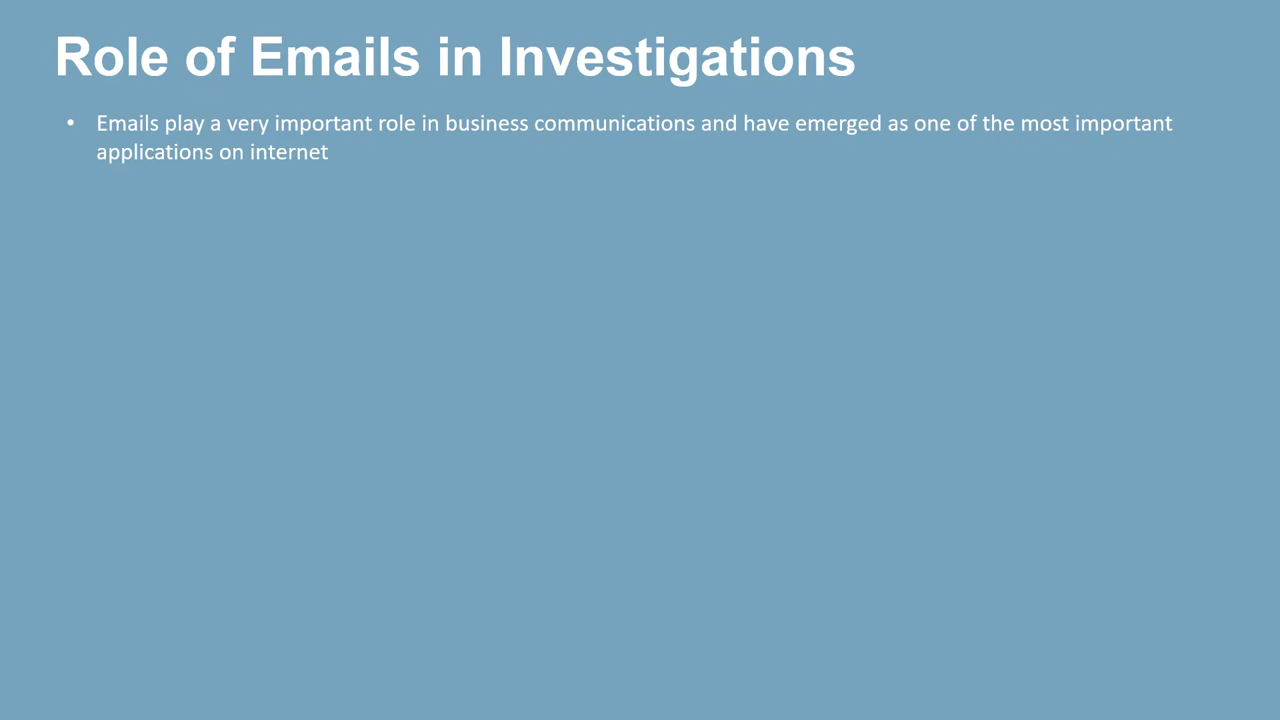 Role of Emails in Investigations
• Emails play a very important role in business communications and have emerged as one of the most important
applications on internet